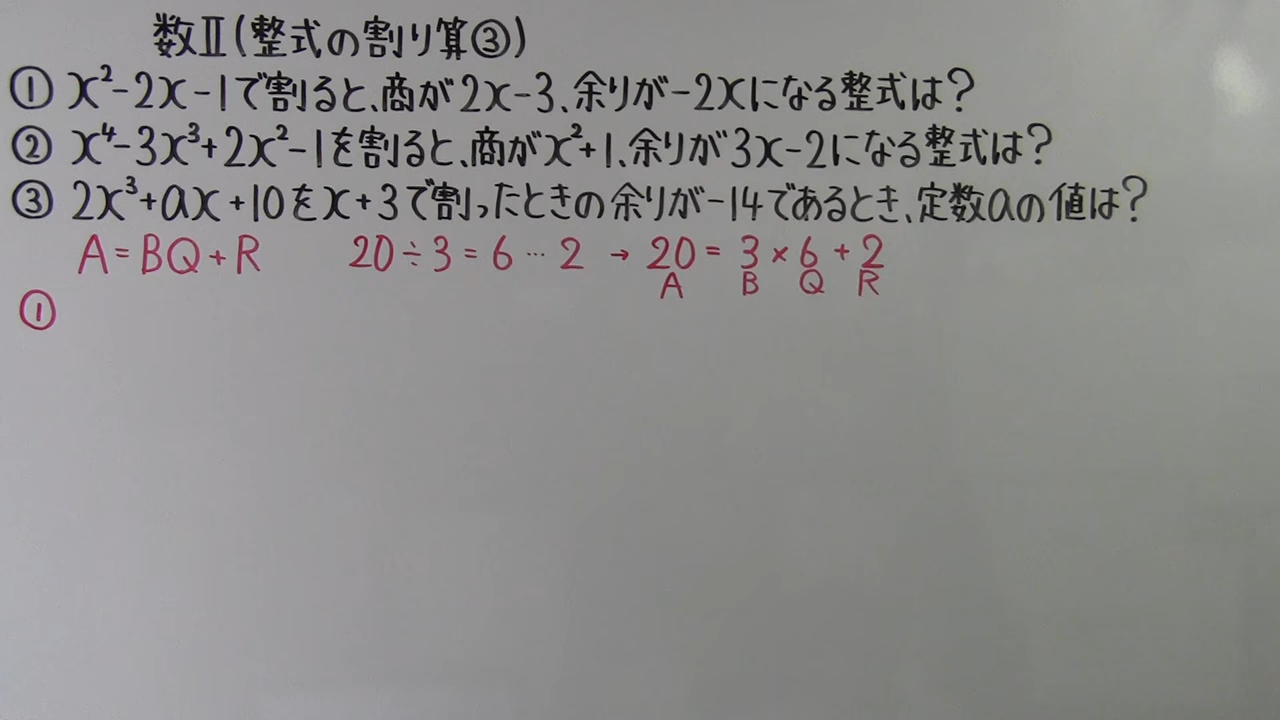 数Ⅱ(整式の割り算③)
① x²-2x-1で割ると、商が2x-3、余りが-2xになる整式は?
② x⁴-3x³+2x²-1を割ると、商がx²+1、余りが3x-2になる整式は?
③ 2x³+ax+10をx+3で割ったときの余りが-14であるとき、定数aの値は?
A=BQ+R 20÷3=6…2 → 20=3×6+2
A B Q R
①